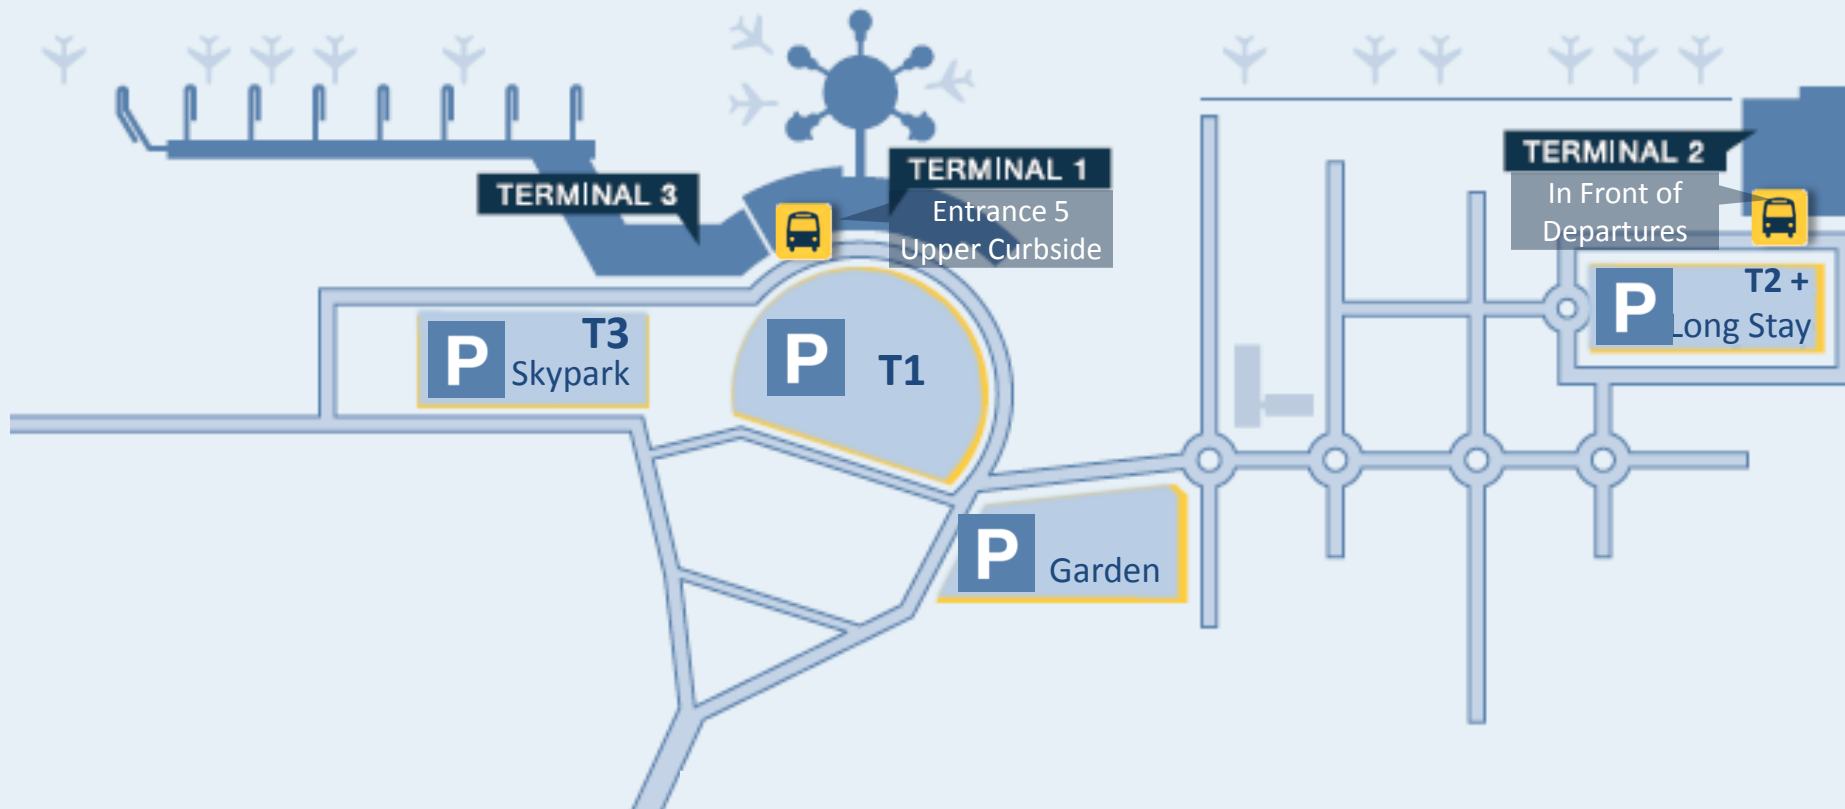 TERMINAL 3
TERMINAL 1
Entrance 5
Upper Curbside
TERMINAL 2
In Front of
Departures
P
T3
Skypark
P
T1
P
T2 +
Long Stay
P
Garden